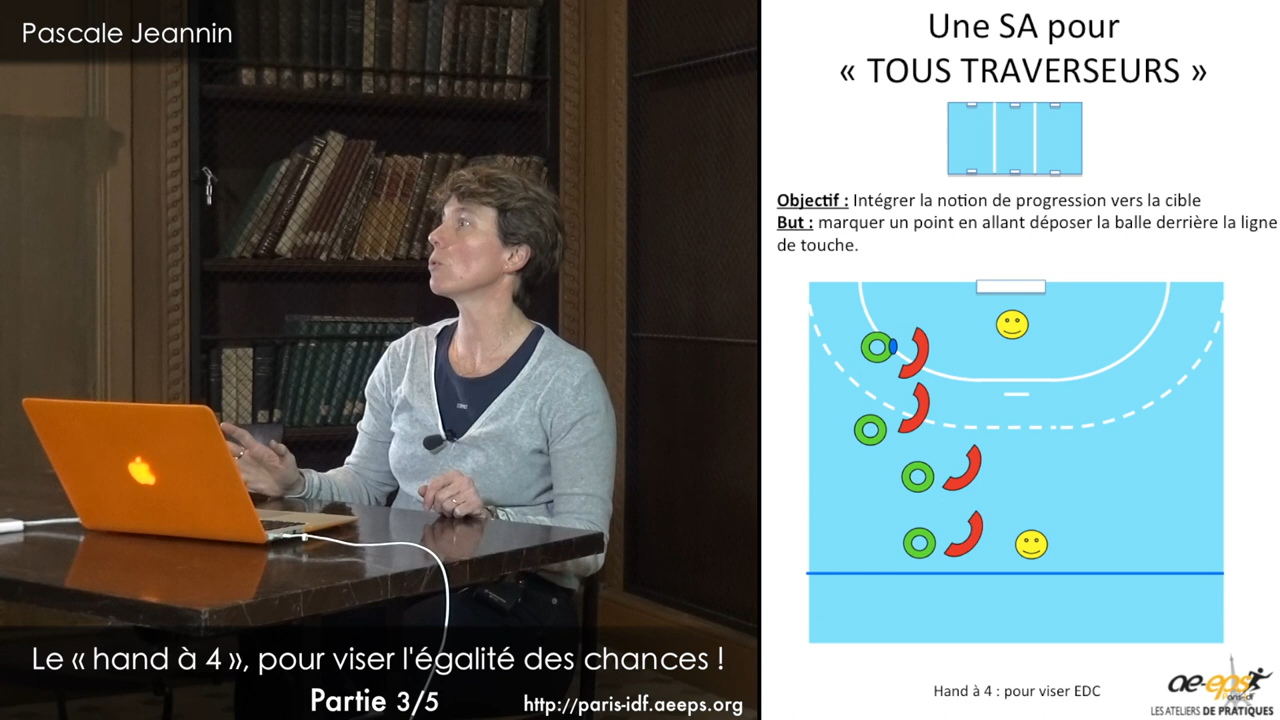 Pascale Jeannin
Le « hand à 4 », pour viser l'égalité des chances !
Partie 3/5
http://paris-idf.aeeps.org
Une SA pour
« TOUS TRAVERSEURS »
Objectif : Intégrer la notion de progression vers la cible
But : marquer un point en allant déposer la balle derrière la ligne
de touche.
Hand à 4 : pour viser EDC
ae-eps
Paris-idf
LES ATELIERS DE PRATIQUES